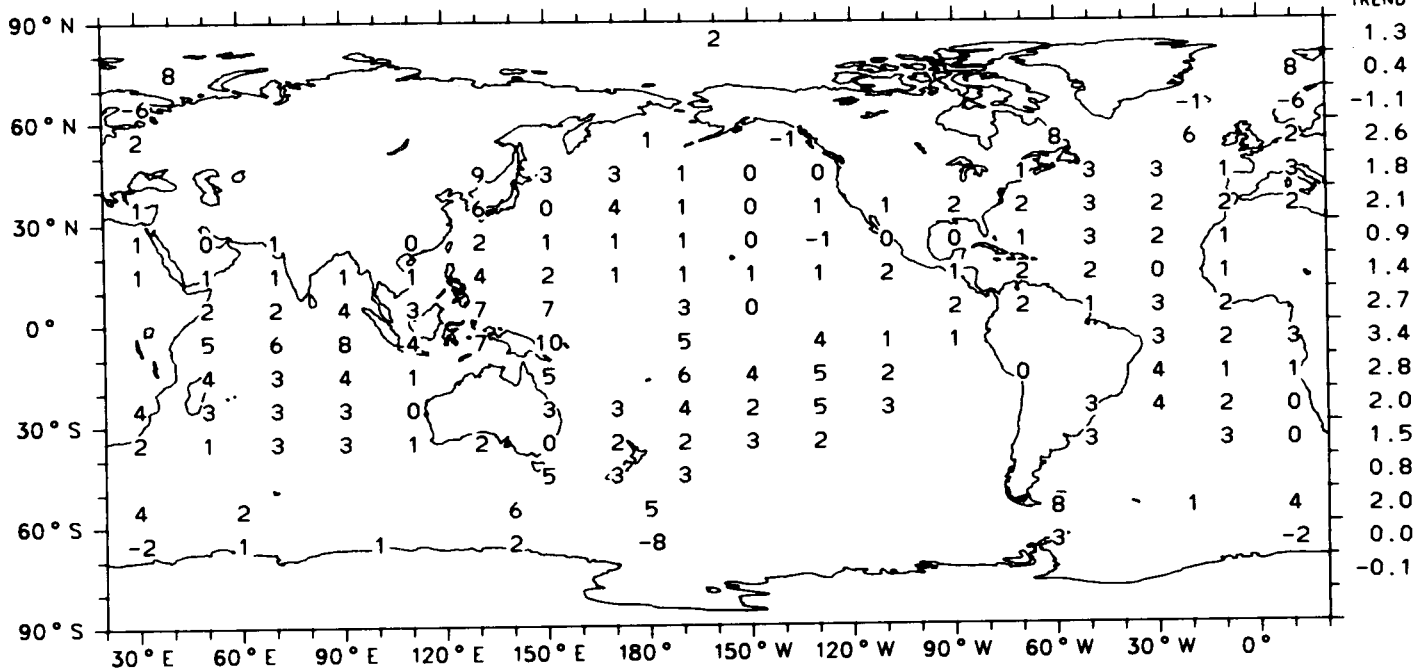 TREND
90° N 2 1.3
8 8 0.4
-6 -1 -6 -1.1
60° N 2 1 -1 8 6 2 2.6
9 3 3 1 0 0 1 3 3 1 3 1.8
1 6 0 4 1 0 1 1 2 2 3 2 2 2 2.1
30° N 1 0 1 0 2 1 1 1 0 -1 0 0 1 3 2 1 0.9
1 1 1 1 1 4 2 1 1 1 1 2 1 2 2 0 1 1.4
2 2 4 3 7 7 3 0 2 2 1 3 2 2.7
0° 5 6 8 4 7 10 5 4 1 1 3 2 3 3.4
4 3 4 1 5 6 4 5 2 0 4 1 1 2.8
4 3 3 3 0 3 3 4 2 5 3 3 4 2 0 2.0
30° S 2 1 3 3 1 2 0 2 2 3 2 3 3 0 1.5
5 3 3 0.8
4 2 6 5 8 1 4 2.0
60° S -2 1 1 2 -8 3 -2 0.0
-0.1
90° S
30° E 60° E 90° E 120° E 150° E 180° 150° W 120° W 90° W 60° W 30° W 0°